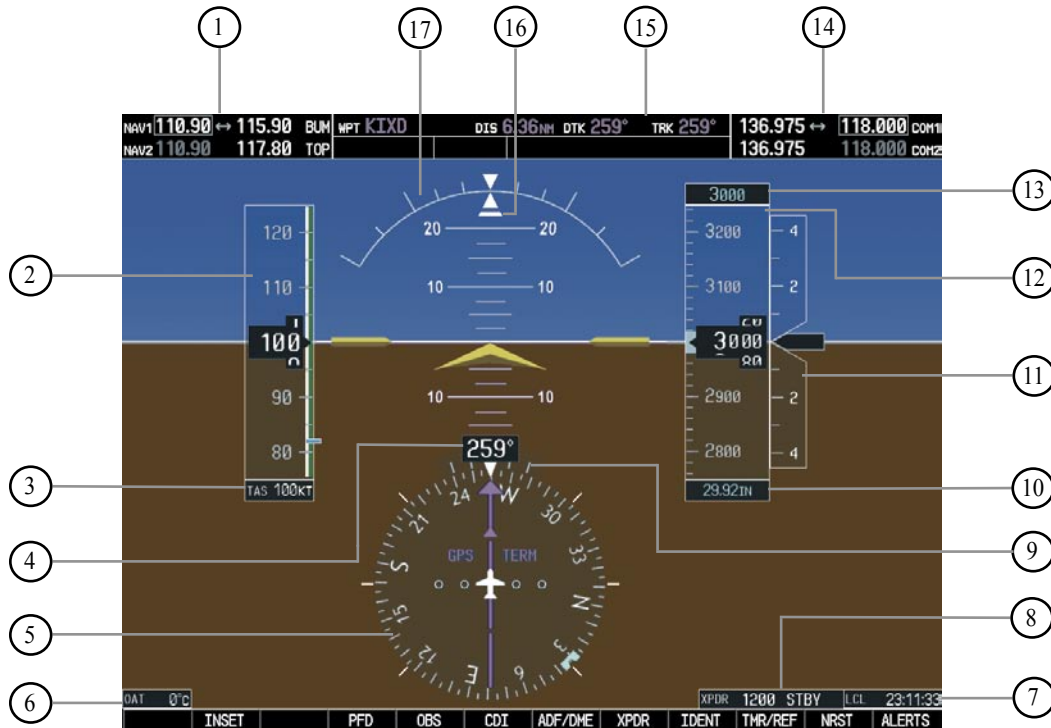 1 17 16 15 14
NAV1 110.90 ↔ 115.90 BUM WPT KIXD DIS 6.36NM DTK 259° TRK 259° 136.975 ↔ 118.000 COM1
NAV2 110.90 117.80 TOP 136.975 118.000 COM2
3000 13
20 20
120 3200 4
2 12
110 10 10 3100 2
1 20
100 3000
0 80 11
90 10 10 2900 2
80 259° 2800 4
3 TAS 100KT 29.92IN 10
24 W 30
21 33
4 GPS TERM 9
S N
15 3
5 12 E 6 8
6 OAT 0°C XPDR 1200 STBY LCL 23:11:33 7
INSET PFD OBS CDI ADF/DME XPDR IDENT TMR/REF NRST ALERTS